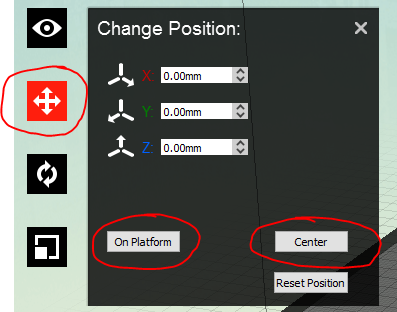 Change Position:
X. 0.00mm
Y. 0.00mm
Z. 0.00mm
On Platform
Center
Reset Position